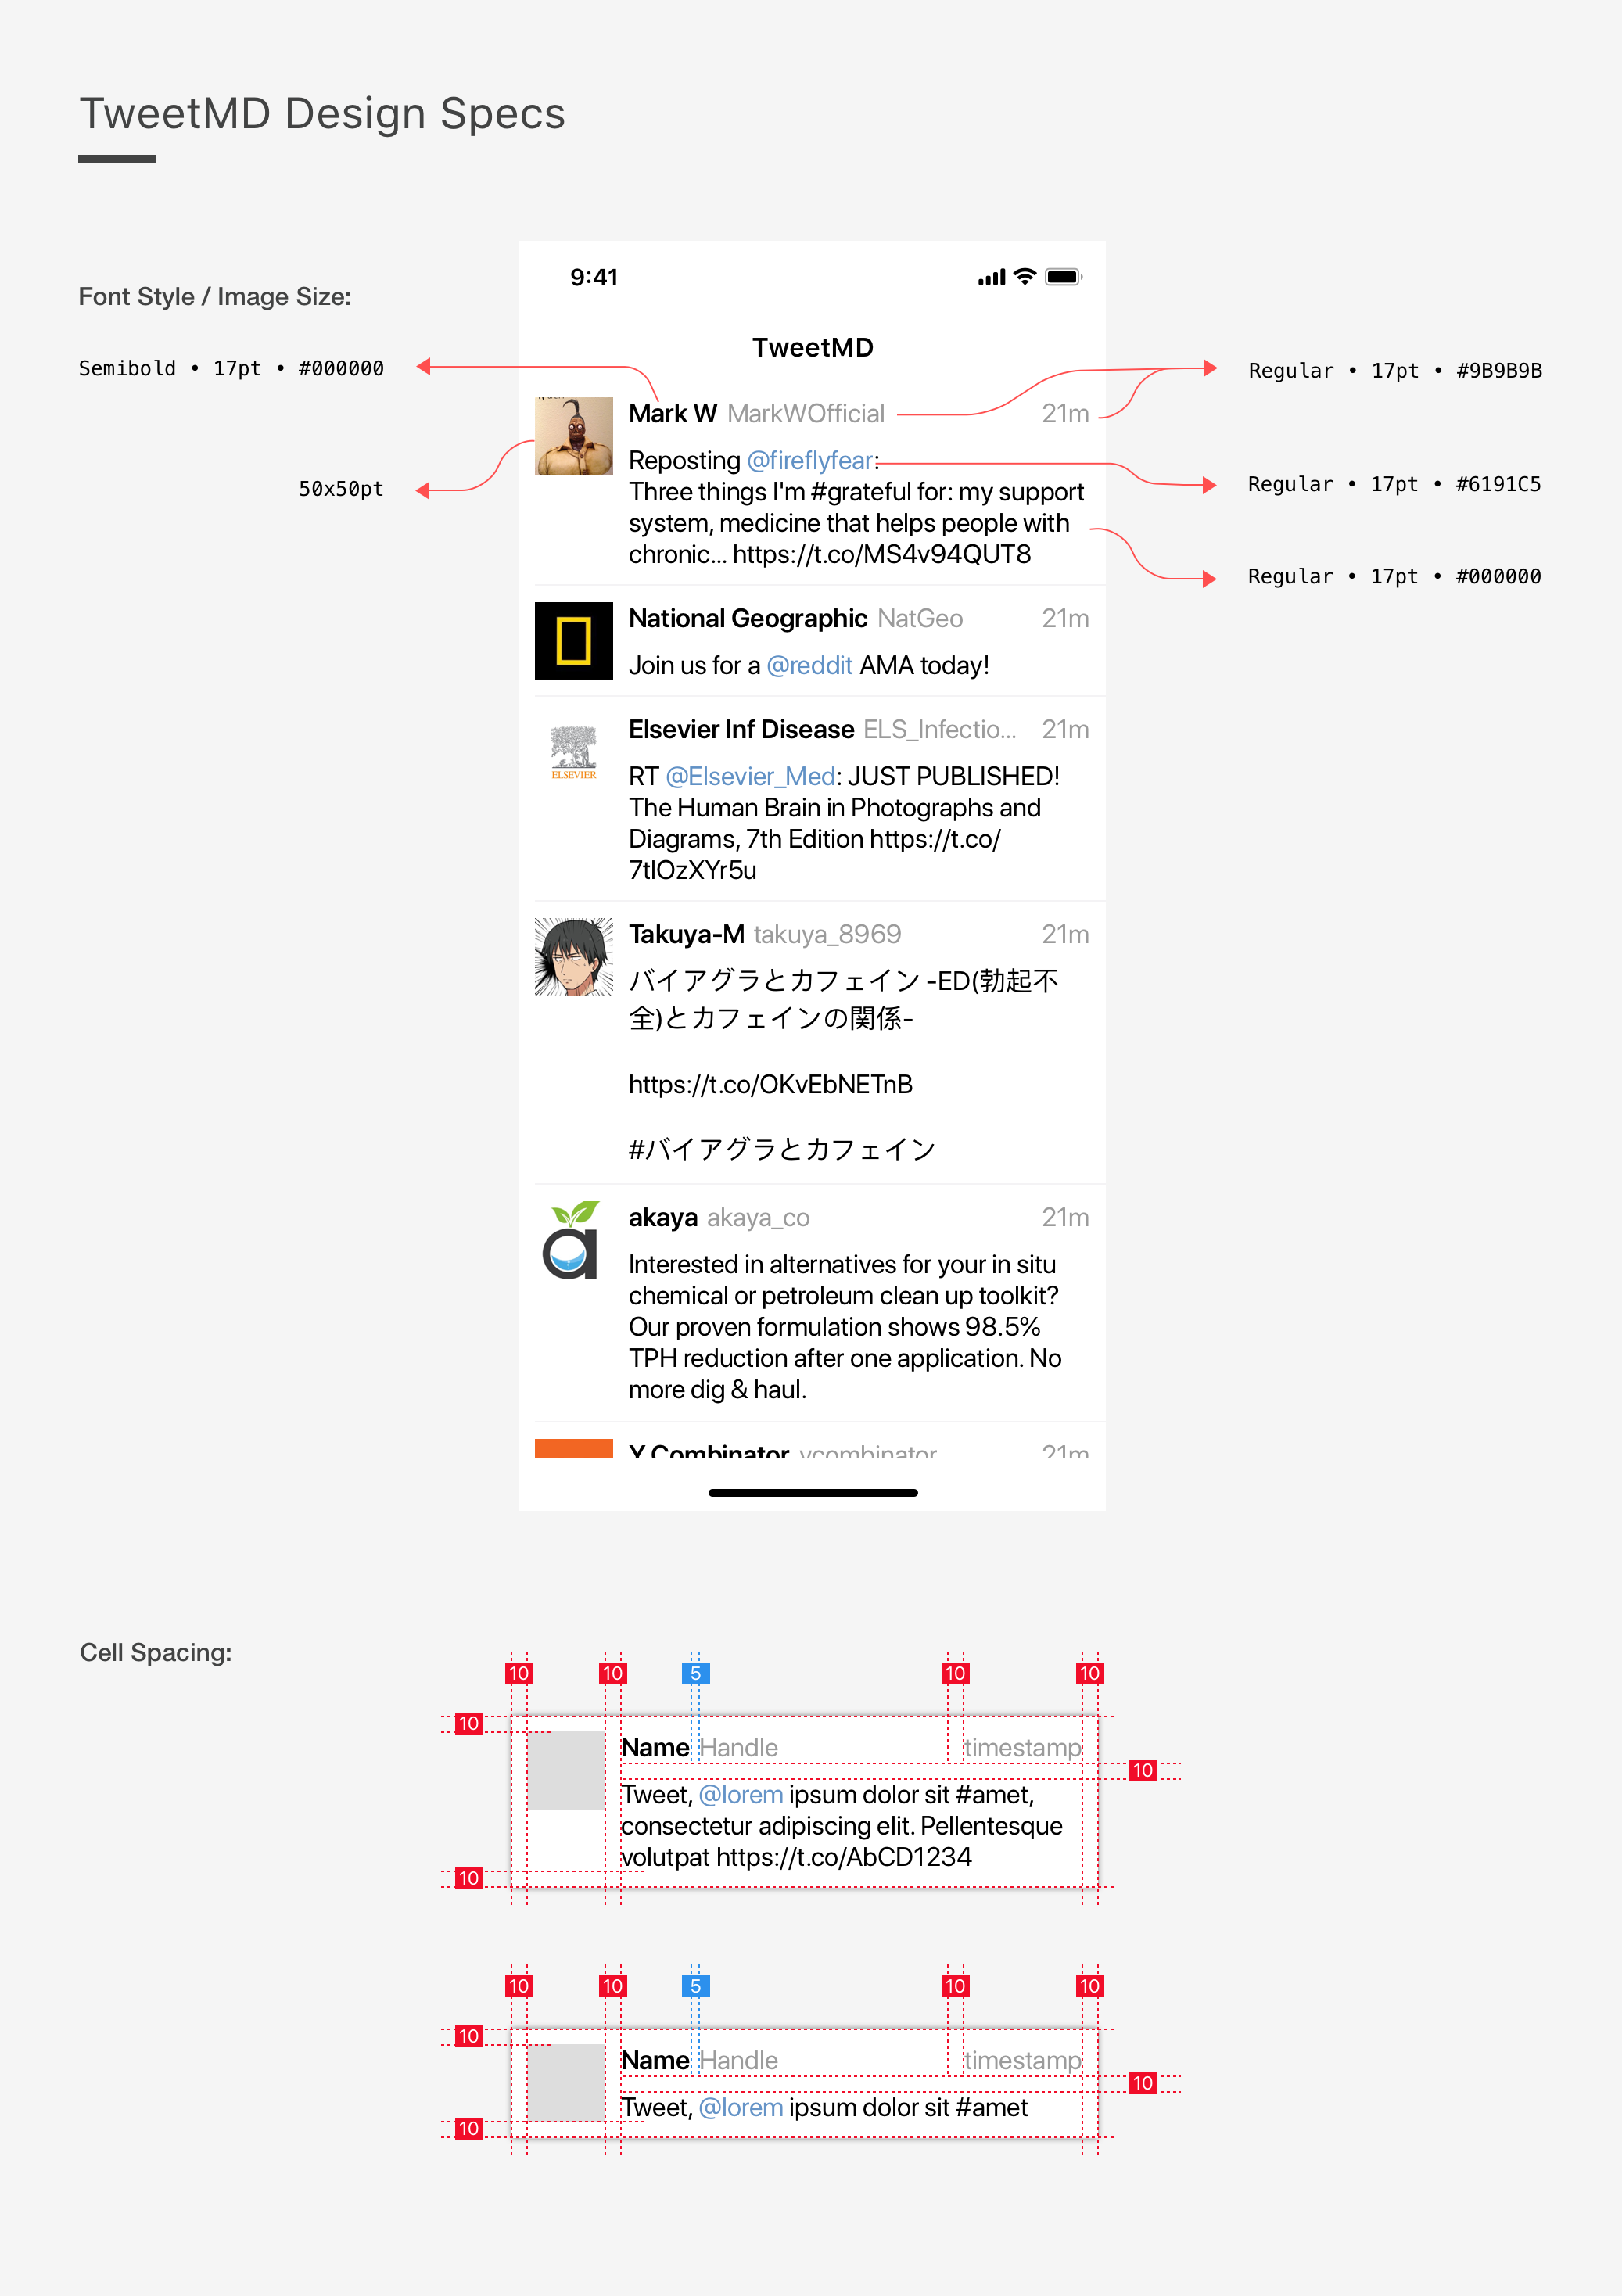 TweetMD Design Specs
Font Style / Image Size:
9:41
TweetMD
Semibold • 17pt • #000000
Regular • 17pt • #9B9B9B
50x50pt
Regular • 17pt • #6191C5
Regular • 17pt • #000000
Mark W MarkWOfficial 21m
Reposting @fireflyfear:
Three things I'm #grateful for: my support
system, medicine that helps people with
chronic... https://t.co/MS4v94QUT8
National Geographic NatGeo 21m
Join us for a @reddit AMA today!
ELSEVIER
Elsevier Inf Disease ELS_Infectio... 21m
RT @Elsevier_Med: JUST PUBLISHED!
The Human Brain in Photographs and
Diagrams, 7th Edition https://t.co/
7tlOzXYr5u
Takuya-M takuya_8969 21m
バイアグラとカフェイン -ED(勃起不
全)とカフェインの関係-
https://t.co/OKvEbNETnB
#バイアグラとカフェイン
akaya akaya_co 21m
Interested in alternatives for your in situ
chemical or petroleum clean up toolkit?
Our proven formulation shows 98.5%
TPH reduction after one application. No
more dig & haul.
Y Combinator ycombinator 21m
Cell Spacing:
10 10 5 10 10
10
Name Handle timestamp
10
Tweet, @lorem ipsum dolor sit #amet,
consectetur adipiscing elit. Pellentesque
volutpat https://t.co/AbCD1234
10
10 10 5 10 10
10
Name Handle timestamp
10
Tweet, @lorem ipsum dolor sit #amet
10